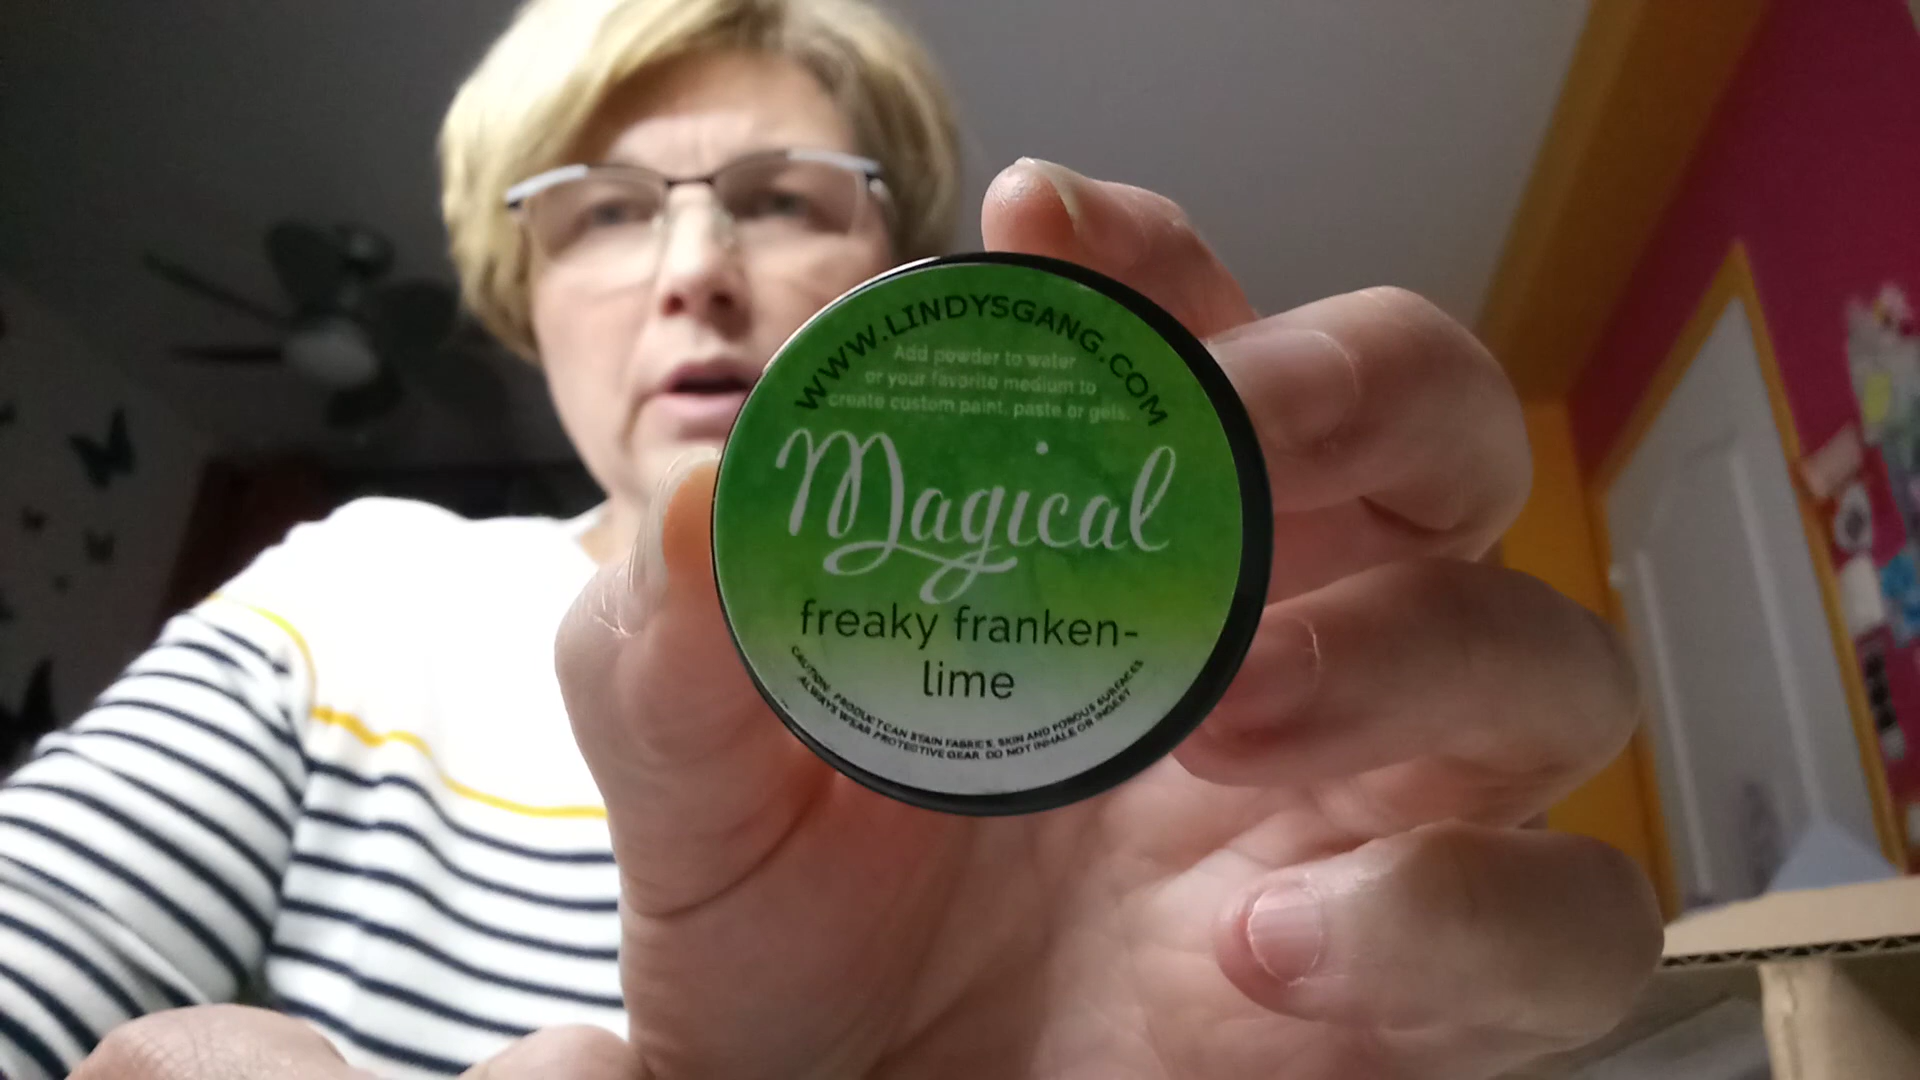 WWW.LINDYSGANG.COM
Add powder to water
or your favorite medium to
create custom paint, paste or gels.
Magical
freaky franken-
lime
CAUTION: PRODUCT CAN STAIN FABRICS, SKIN AND POROUS SURFACES
ALWAYS WEAR PROTECTIVE GEAR. DO NOT INHALE OR INGEST